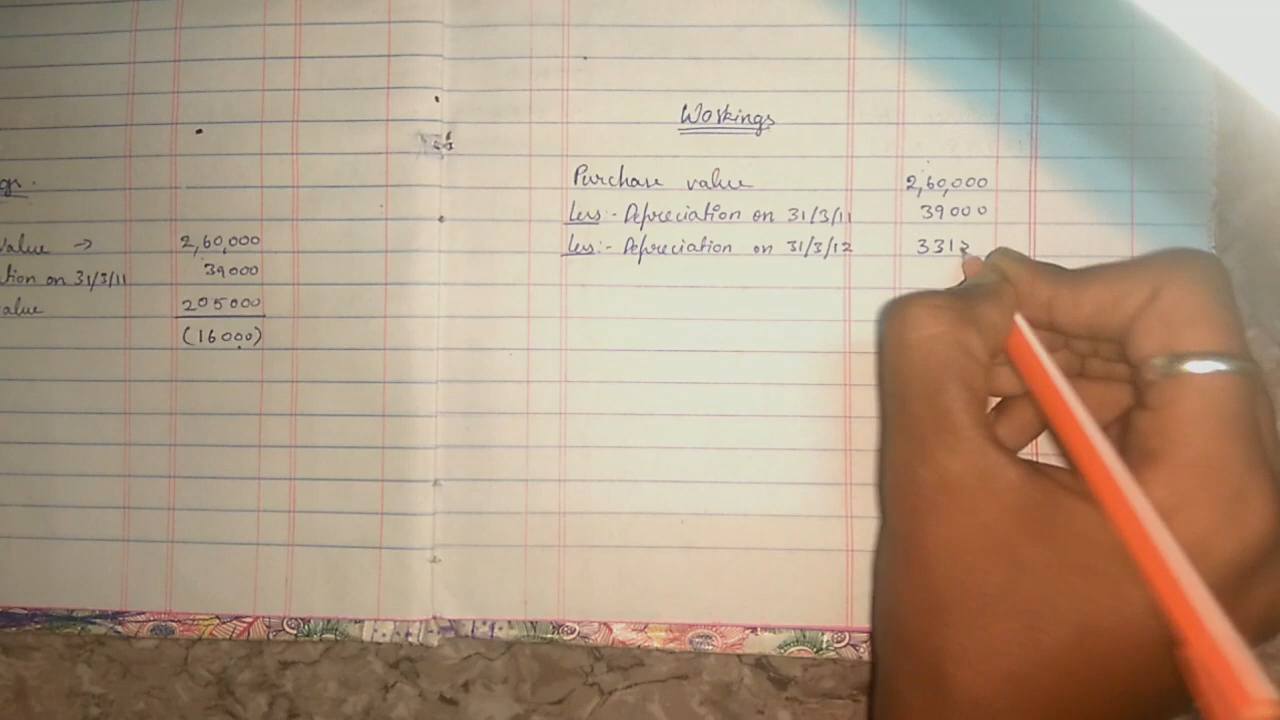 gs.
Value → 2,60,000
tion on 31/3/11 39000
alue 205000
(16000)
Workings
Purchase value 2,60,000
Less:- Depreciation on 31/3/11 39000
Less:- Depreciation on 31/3/12 331